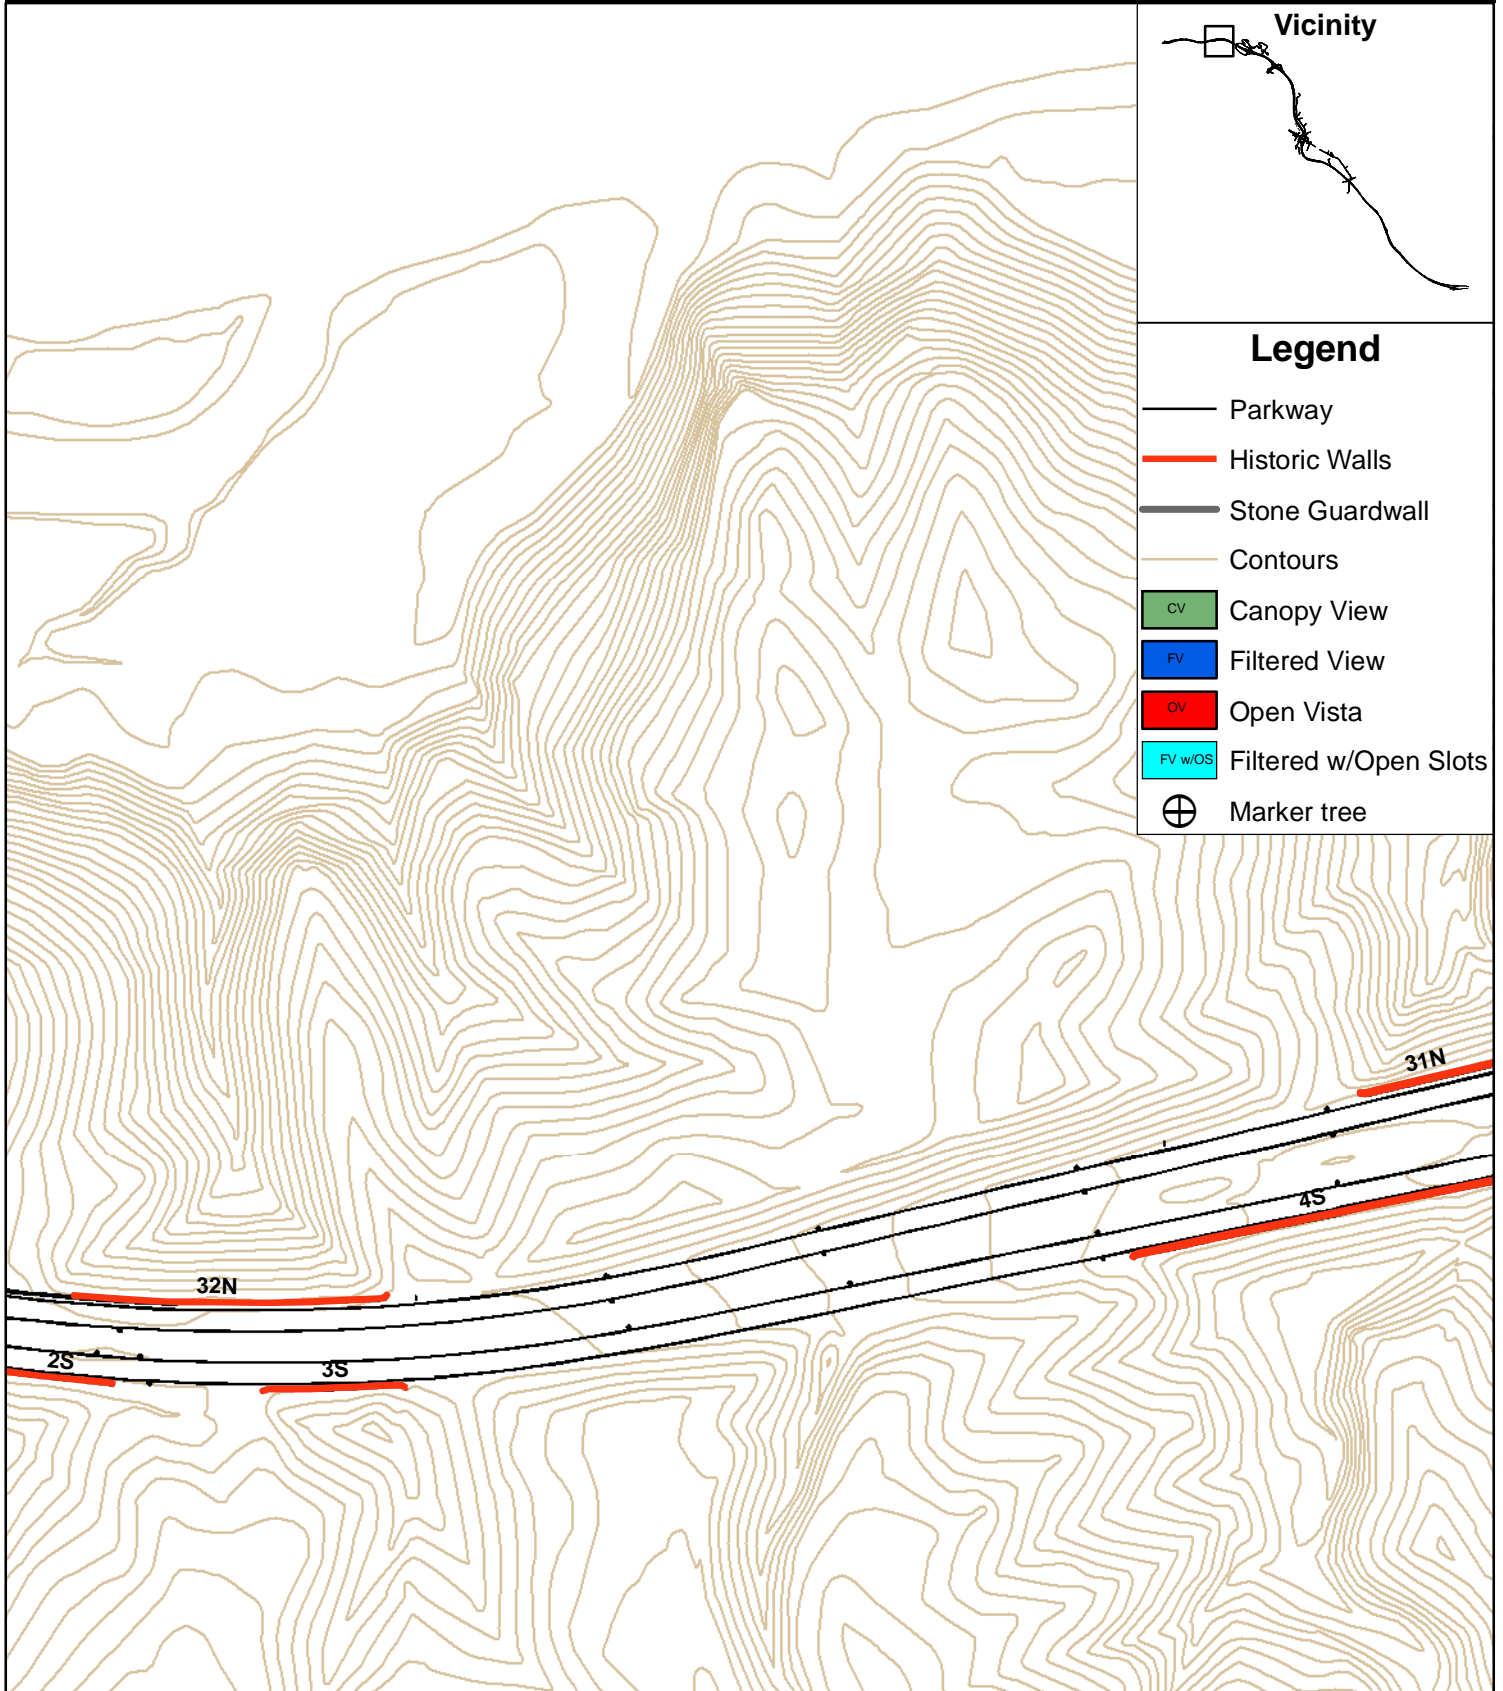 Vicinity
Legend
Parkway
Historic Walls
Stone Guardwall
Contours
CV Canopy View
FV Filtered View
OV Open Vista
FV w/OS Filtered w/Open Slots
Marker tree
31N
4S
32N
2S
3S